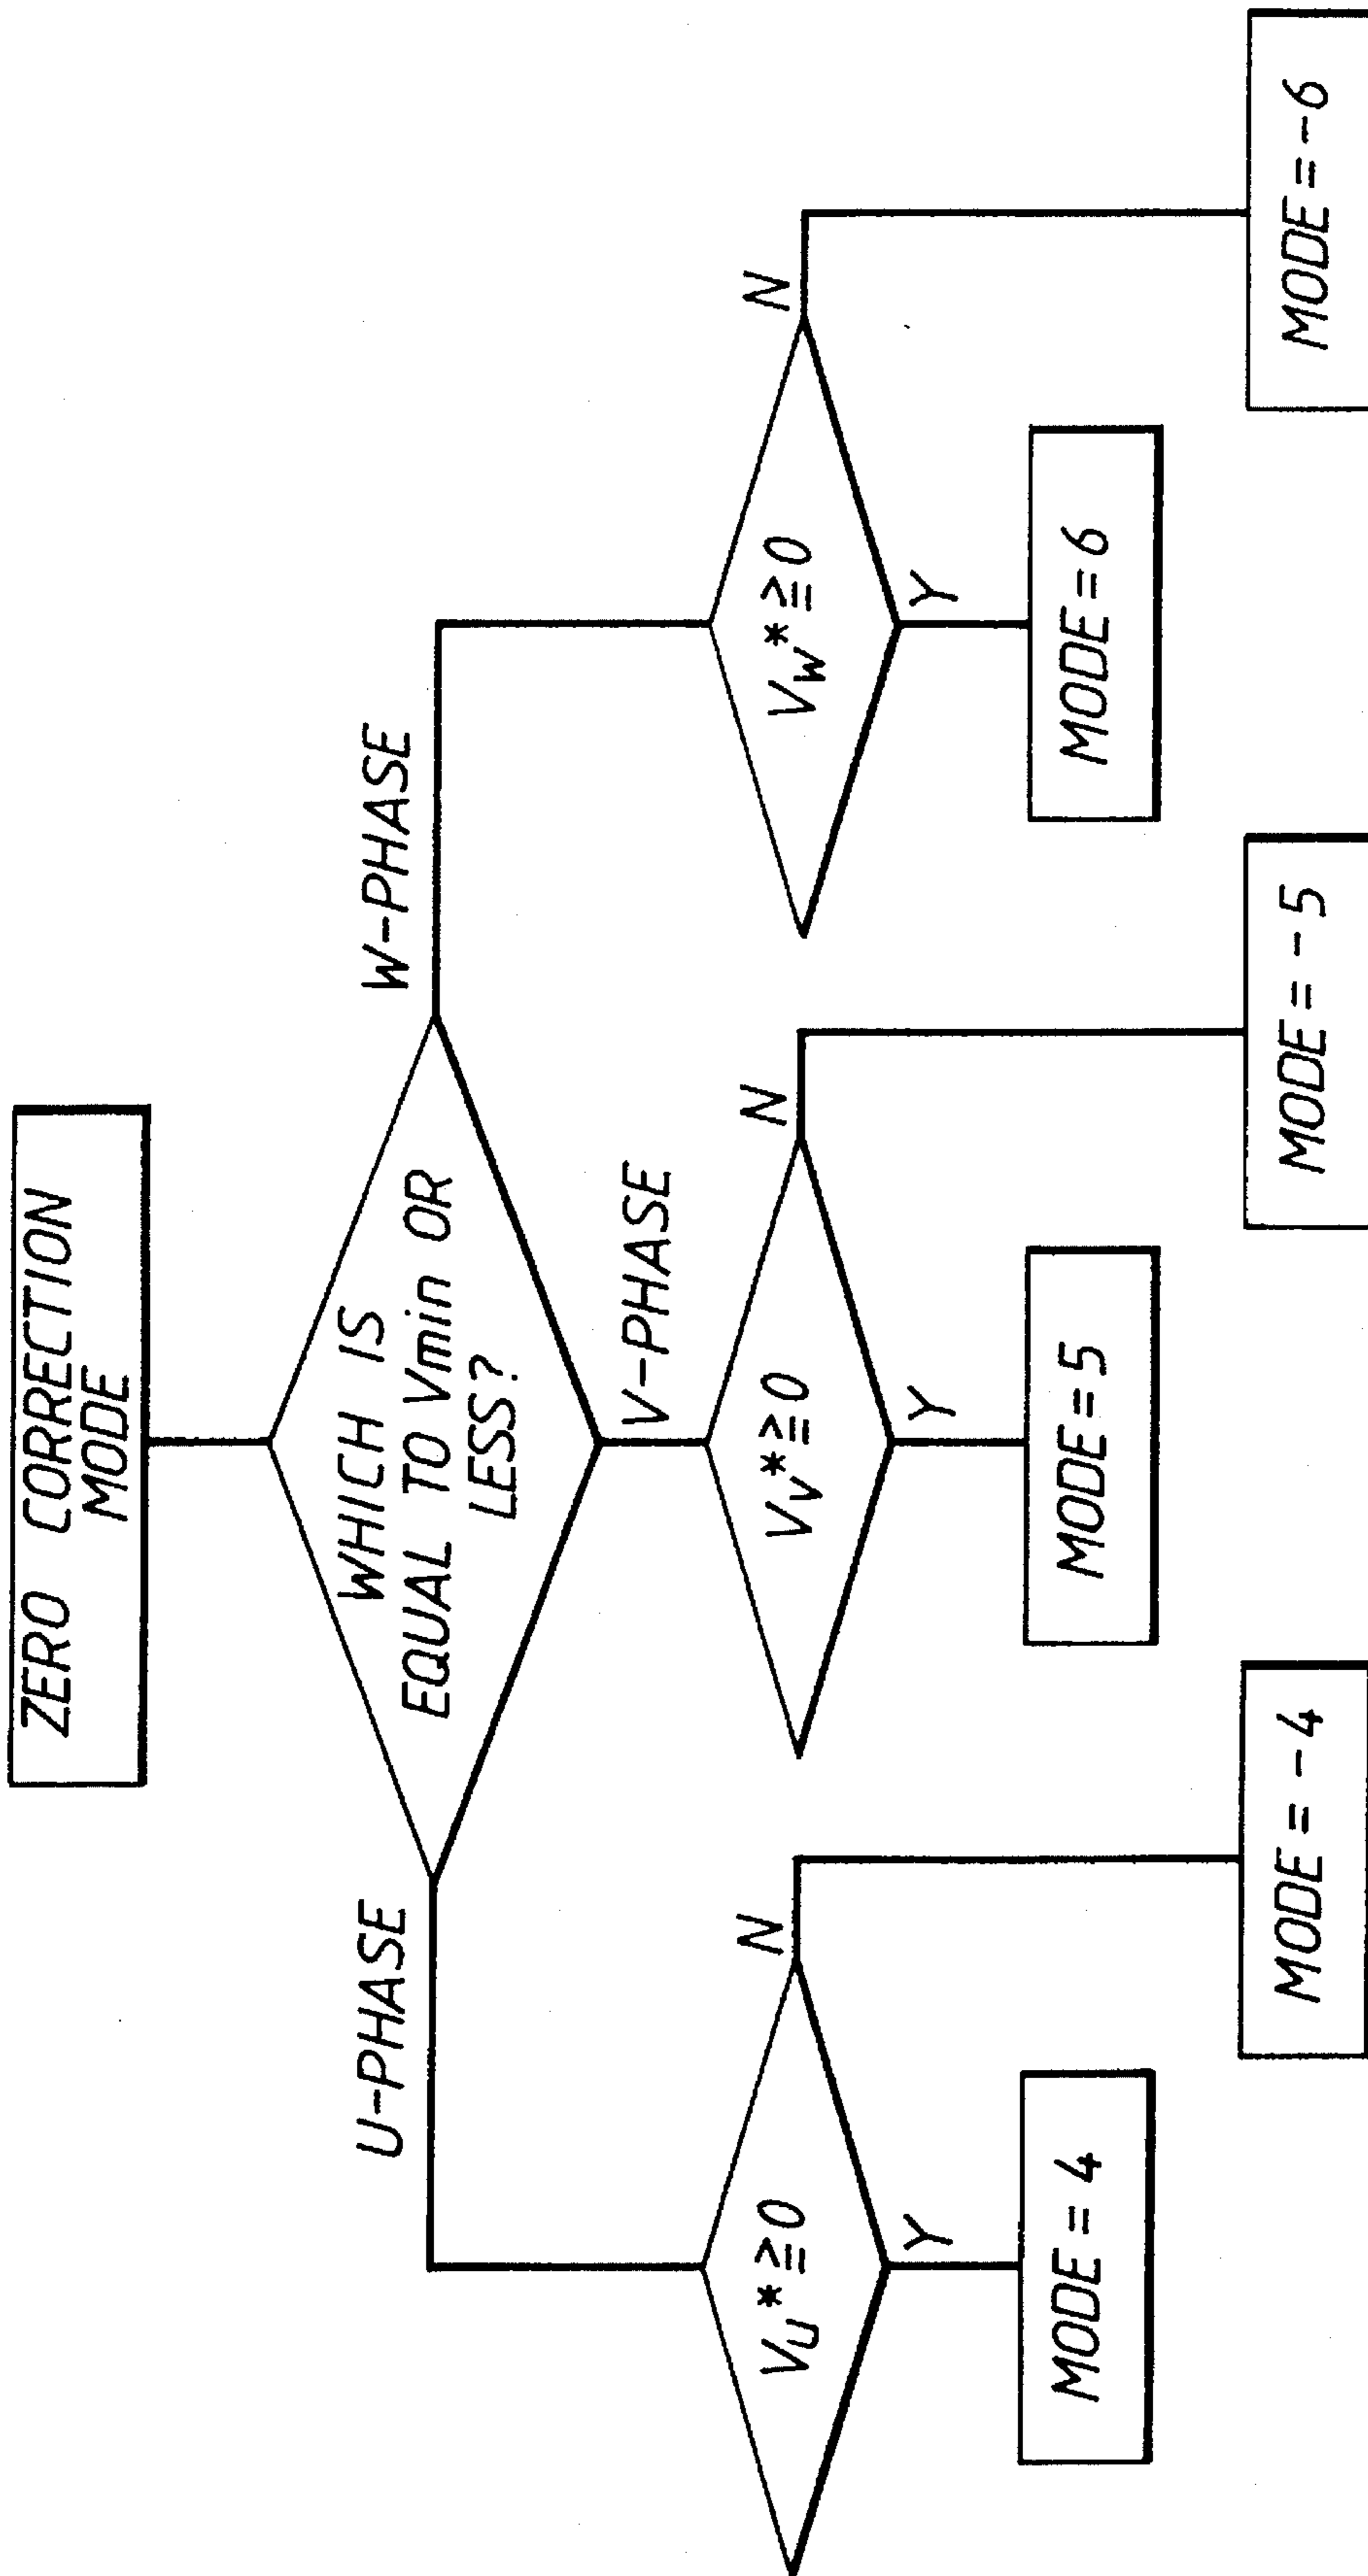 ZERO CORRECTION
MODE
WHICH IS
EQUAL TO Vmin OR
LESS?
U-PHASE
V-PHASE
W-PHASE
Vu*≧0
N
Y
MODE = 4
MODE = -4
Vv*≧0
N
Y
MODE = 5
MODE = -5
Vw*≧0
N
Y
MODE = 6
MODE = -6